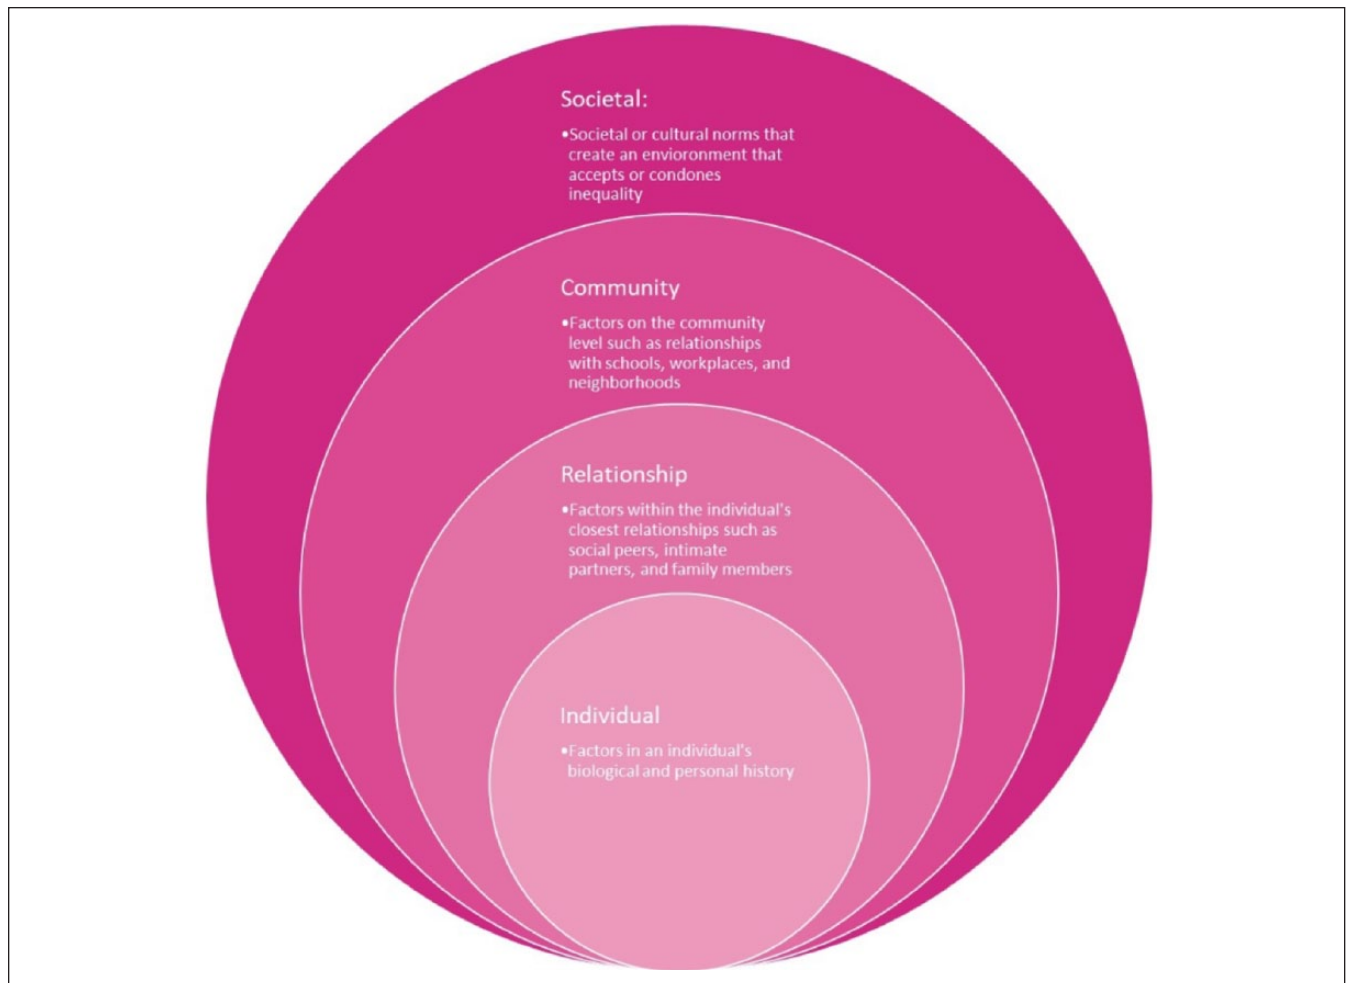 Societal:
•Societal or cultural norms that
create an envioronment that
accepts or condones
inequality
Community
•Factors on the community
level such as relationships
with schools, workplaces, and
neighborhoods
Relationship
•Factors within the individual's
closest relationships such as
social peers, intimate
partners, and family members
Individual
•Factors in an individual's
biological and personal history